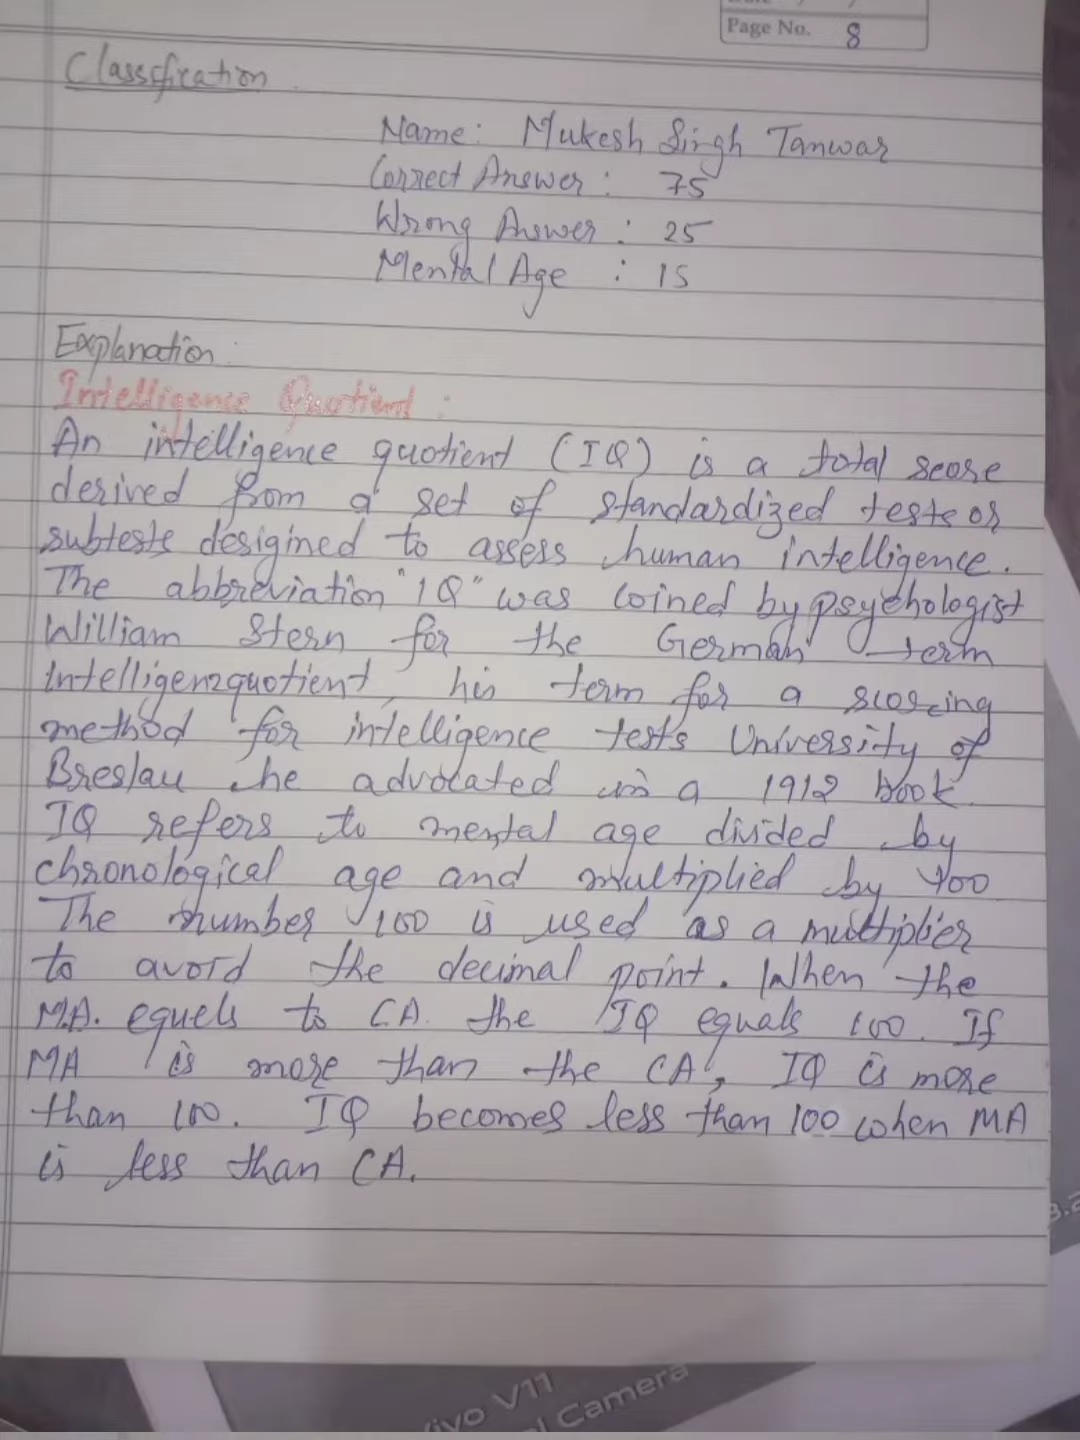 Page No. 8
Classification
Name: Mukesh Singh Tanwar
Correct Answer: 75
Wrong Answer: 25
Mental Age : 15
Explanation
Intelligence Quotient :
An intelligence quotient (IQ) is a total score
derived from a set of standardized tests or
subtests desigined to assess human intelligence.
The abbreviation "IQ" was coined by psychologist
William Stern for the German term
Intelligenzquotient, his term for a scoreing
method for intelligence tests University of
Breslau he advocated in a 1912 book.
IQ refers to mental age divided by
chronological age and multiplied by 100
The number 100 is used as a multiplier
to avoid the decimal point. When the
M.A. equels to CA. the IQ equals 100. If
MA is more than the CA, IQ is more
than 100. IQ becomes less than 100 when MA
is less than CA.
vivo V11
Camera